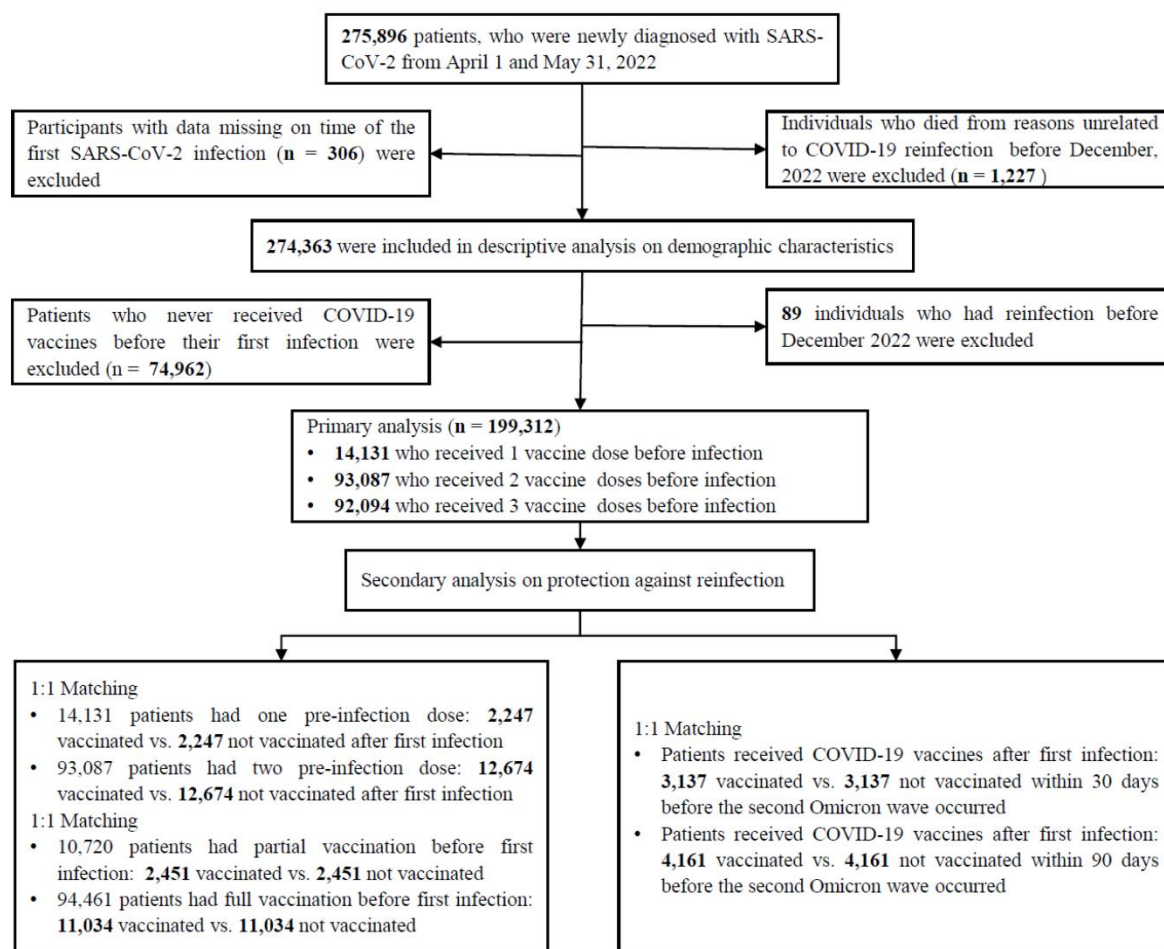 275,896 patients, who were newly diagnosed with SARS-
CoV-2 from April 1 and May 31, 2022
Participants with data missing on time of the
first SARS-CoV-2 infection (n = 306) were
excluded
Individuals who died from reasons unrelated
to COVID-19 reinfection before December,
2022 were excluded (n = 1,227 )
274,363 were included in descriptive analysis on demographic characteristics
Patients who never received COVID-19
vaccines before their first infection were
excluded (n = 74,962)
89 individuals who had reinfection before
December 2022 were excluded
Primary analysis (n = 199,312)
• 14,131 who received 1 vaccine dose before infection
• 93,087 who received 2 vaccine doses before infection
• 92,094 who received 3 vaccine doses before infection
Secondary analysis on protection against reinfection
1:1 Matching
• 14,131 patients had one pre-infection dose: 2,247
vaccinated vs. 2,247 not vaccinated after first infection
• 93,087 patients had two pre-infection dose: 12,674
vaccinated vs. 12,674 not vaccinated after first infection
1:1 Matching
• 10,720 patients had partial vaccination before first
infection: 2,451 vaccinated vs. 2,451 not vaccinated
• 94,461 patients had full vaccination before first infection:
11,034 vaccinated vs. 11,034 not vaccinated
1:1 Matching
• Patients received COVID-19 vaccines after first infection:
3,137 vaccinated vs. 3,137 not vaccinated within 30 days
before the second Omicron wave occurred
• Patients received COVID-19 vaccines after first infection:
4,161 vaccinated vs. 4,161 not vaccinated within 90 days
before the second Omicron wave occurred